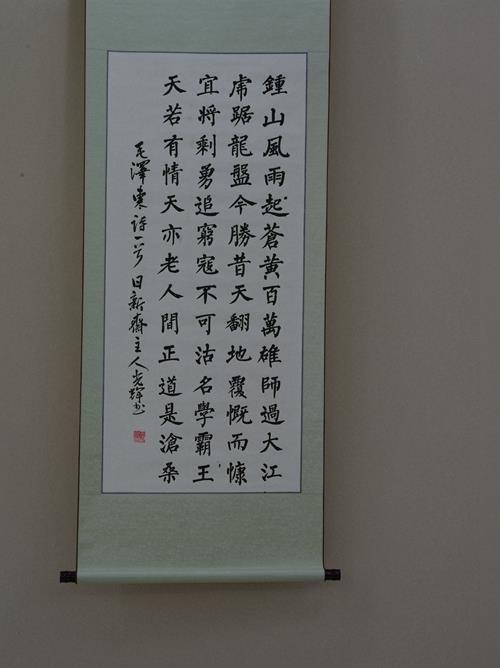 鍾山風雨起蒼黃百萬雄師過大江
虎踞龍盤今勝昔天翻地覆慨而慷
宜將剩勇追窮寇不可沽名學霸王
天若有情天亦老人間正道是滄桑
毛澤東詩一首 日新齋主人光輝书